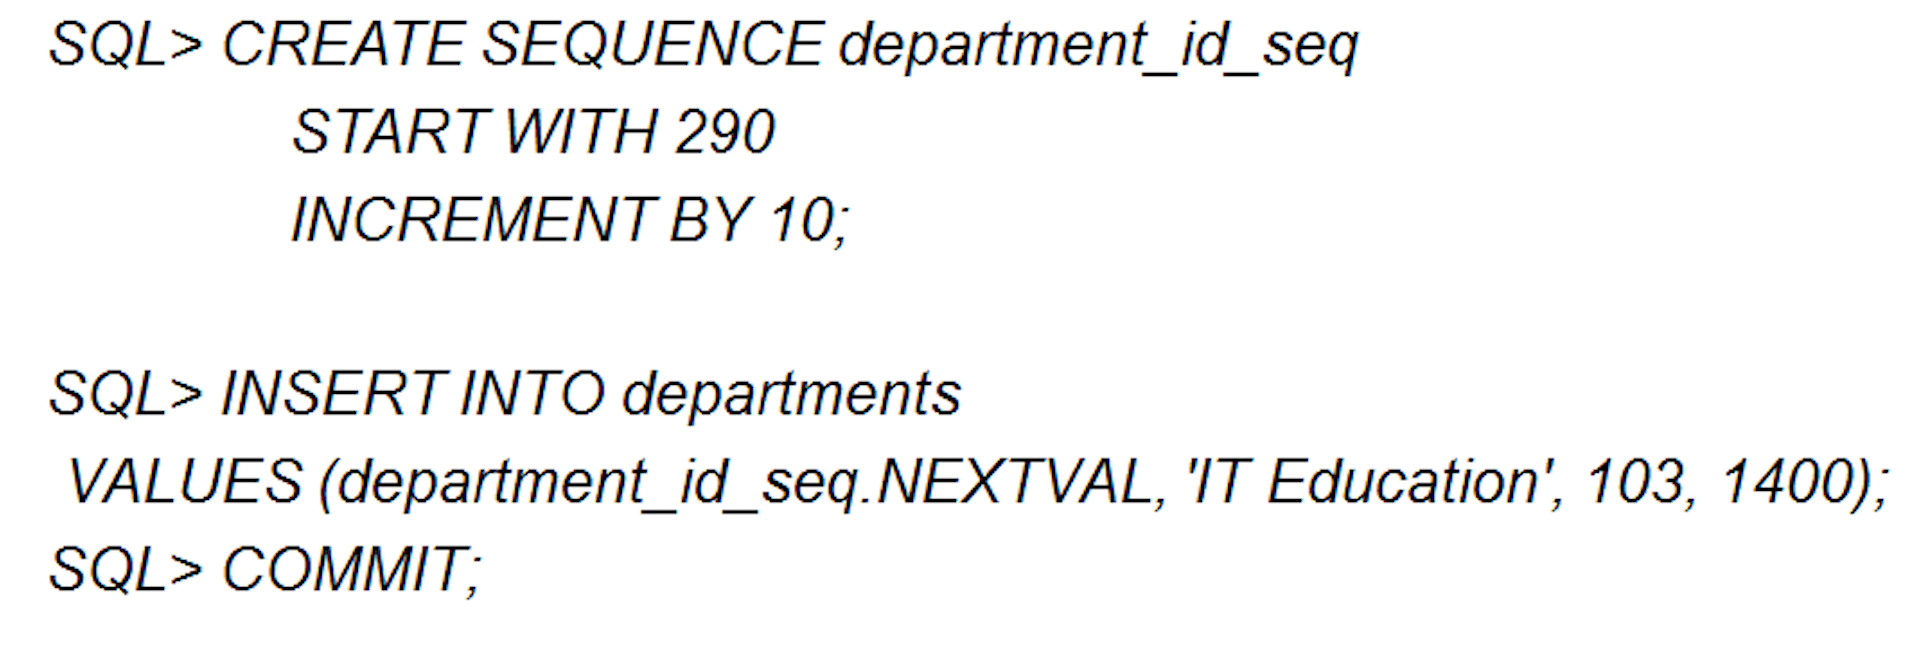 SQL> CREATE SEQUENCE department_id_seq
START WITH 290
INCREMENT BY 10;
SQL> INSERT INTO departments
VALUES (department_id_seq.NEXTVAL, 'IT Education', 103, 1400);
SQL> COMMIT;